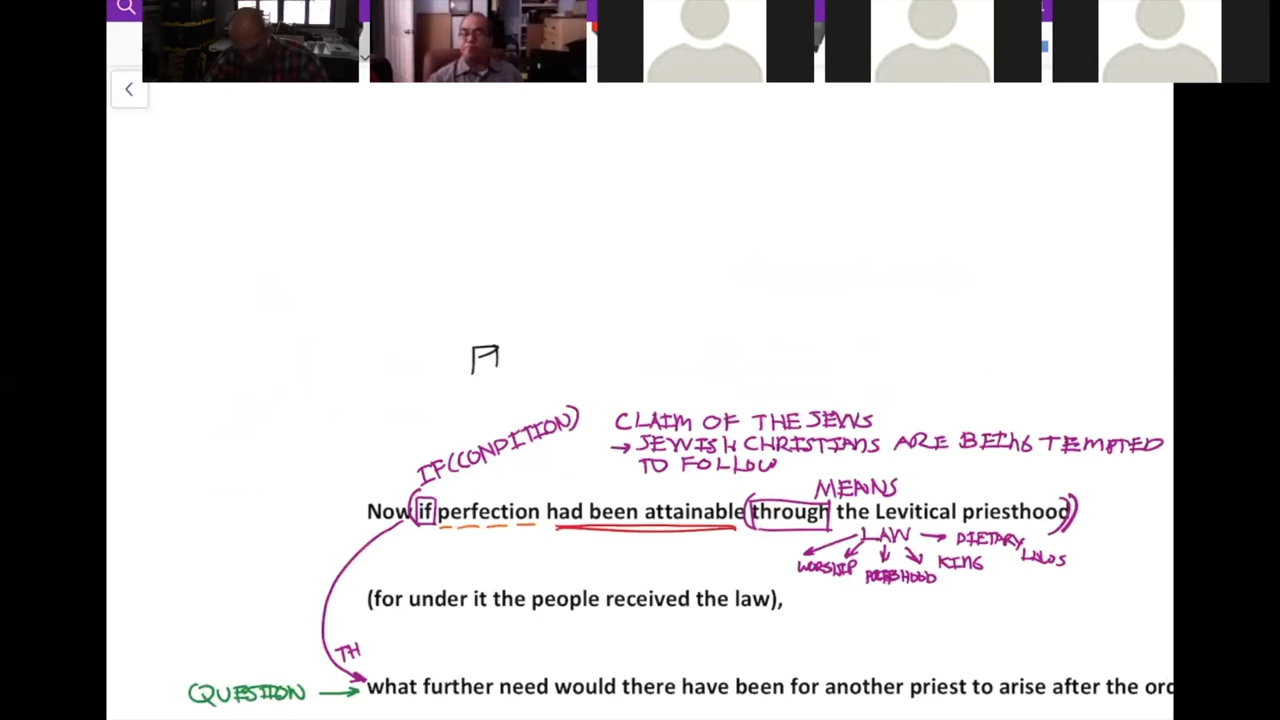 IF (CONDITION)
CLAIM OF THE JEWS
→ JEWISH CHRISTIANS ARE BEING TEMPTED
TO FOLLOW
MEANS
Now if perfection had been attainable (through the Levitical priesthood)
LAW → DIETARY LAWS
WORSHIP PRIESTHOOD KING
(for under it the people received the law),
TH
QUESTION → what further need would there have been for another priest to arise after the ord